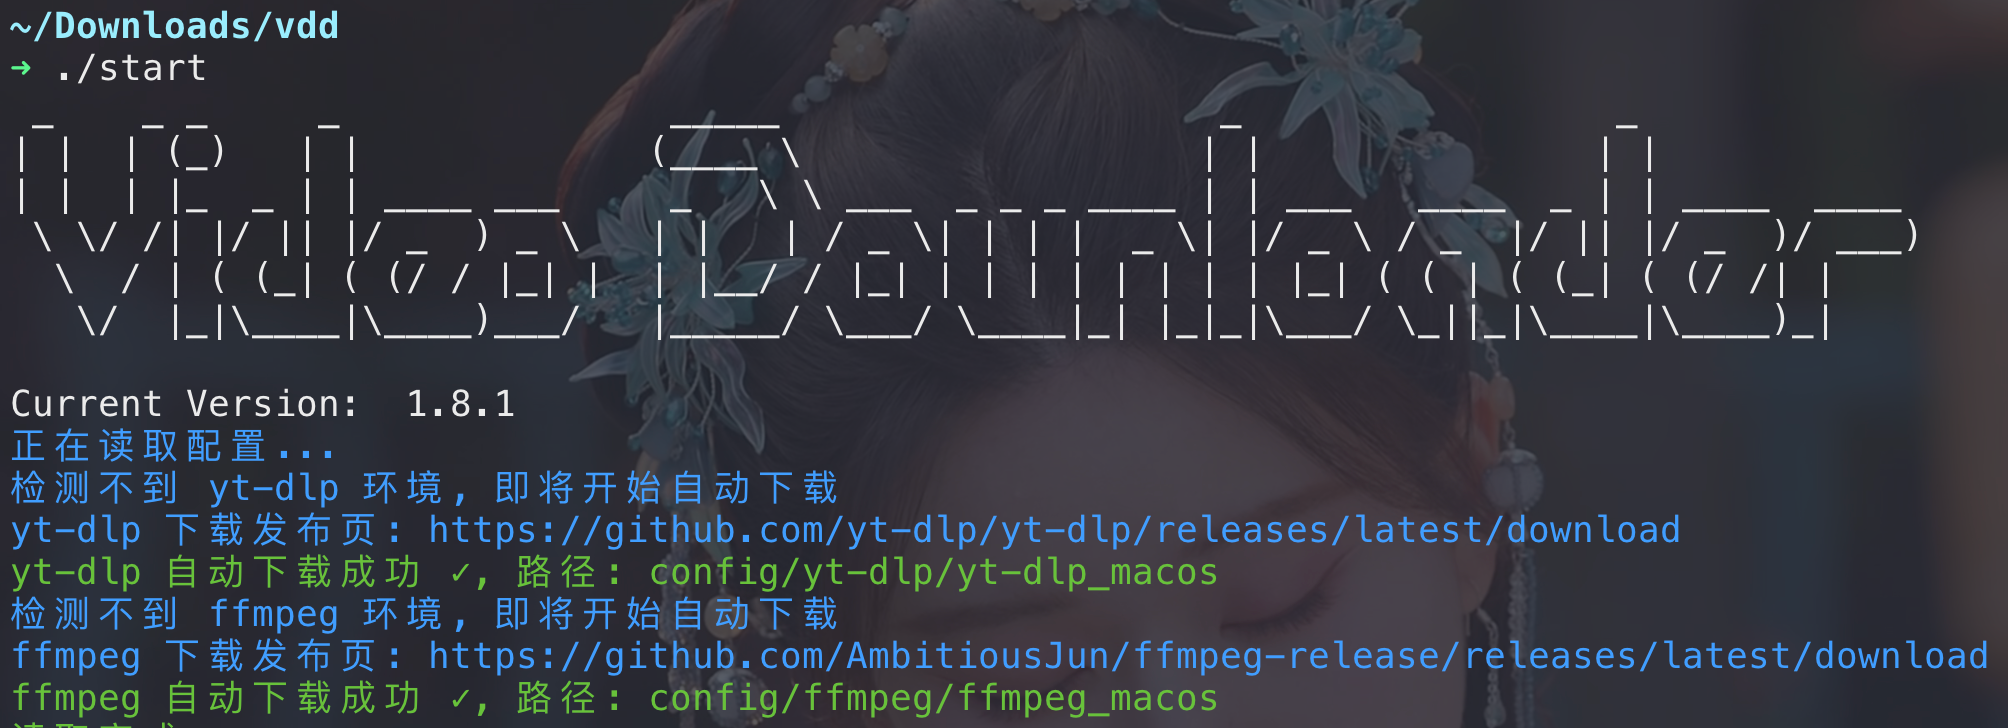 ~/Downloads/vdd
➜ ./start
Video Downloader
Current Version:  1.8.1
正在读取配置...
检测不到 yt-dlp 环境, 即将开始自动下载
yt-dlp 下载发布页: https://github.com/yt-dlp/yt-dlp/releases/latest/download
yt-dlp 自动下载成功 ✓, 路径: config/yt-dlp/yt-dlp_macos
检测不到 ffmpeg 环境, 即将开始自动下载
ffmpeg 下载发布页: https://github.com/AmbitiousJun/ffmpeg-release/releases/latest/download
ffmpeg 自动下载成功 ✓, 路径: config/ffmpeg/ffmpeg_macos